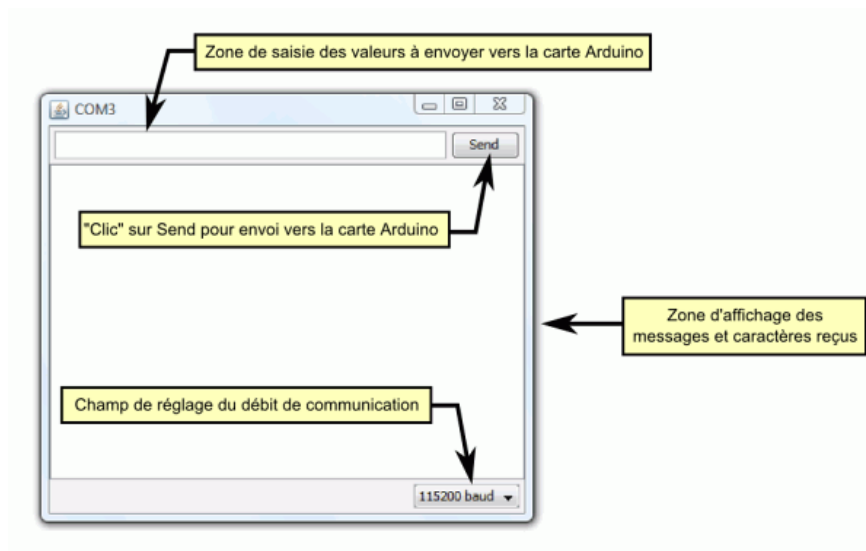 Zone de saisie des valeurs à envoyer vers la carte Arduino
COM3
Send
"Clic" sur Send pour envoi vers la carte Arduino
Zone d'affichage des
messages et caractères reçus
Champ de réglage du débit de communication
115200 baud